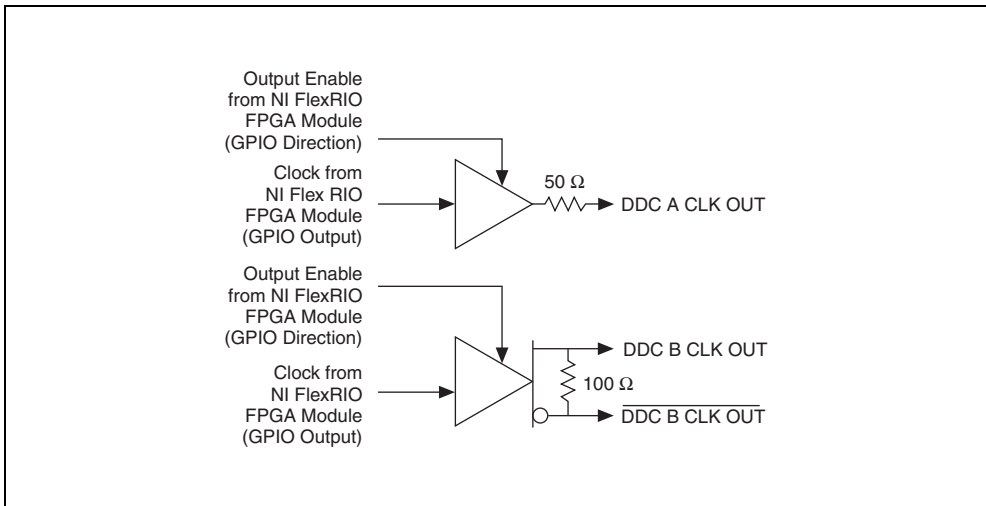 Output Enable
from NI FlexRIO
FPGA Module
(GPIO Direction)
Clock from
NI Flex RIO
FPGA Module
(GPIO Output)
50 Ω
DDC A CLK OUT
Output Enable
from NI FlexRIO
FPGA Module
(GPIO Direction)
Clock from
NI FlexRIO
FPGA Module
(GPIO Output)
DDC B CLK OUT
100 Ω
DDC B CLK OUT